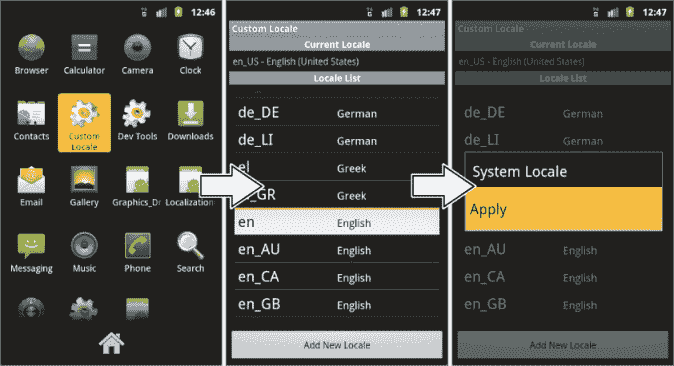 12:46
Browser Calculator Camera Clock
Contacts Custom Locale Dev Tools Downloads
Email Gallery Graphics_D Localization
Messaging Music Phone Search
12:47
Custom Locale
Current Locale
en_US - English (United States)
Locale List
de_DE German
de_LI German
el Greek
_GR Greek
en English
en_AU English
en_CA English
en_GB English
Add New Locale
12:47
Custom Locale
Current Locale
en_US - English (United States)
Locale List
de_DE German
de_LI German
System Locale
Apply
en_AU English
en_CA English
en_GB English
Add New Locale